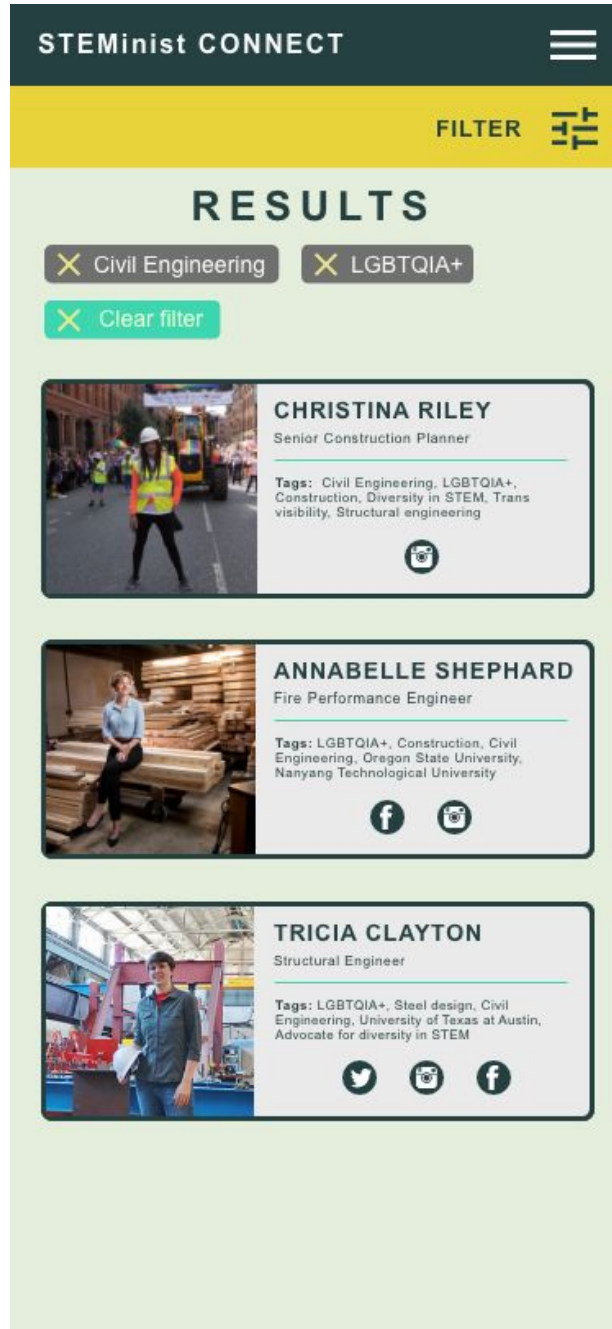 STEMinist CONNECT
FILTER
RESULTS
Civil Engineering
LGBTQIA+
Clear filter
CHRISTINA RILEY
Senior Construction Planner
Tags: Civil Engineering, LGBTQIA+,
Construction, Diversity in STEM, Trans
visibility, Structural engineering
ANNABELLE SHEPHARD
Fire Performance Engineer
Tags: LGBTQIA+, Construction, Civil
Engineering, Oregon State University,
Nanyang Technological University
TRICIA CLAYTON
Structural Engineer
Tags: LGBTQIA+, Steel design, Civil
Engineering, University of Texas at Austin,
Advocate for diversity in STEM